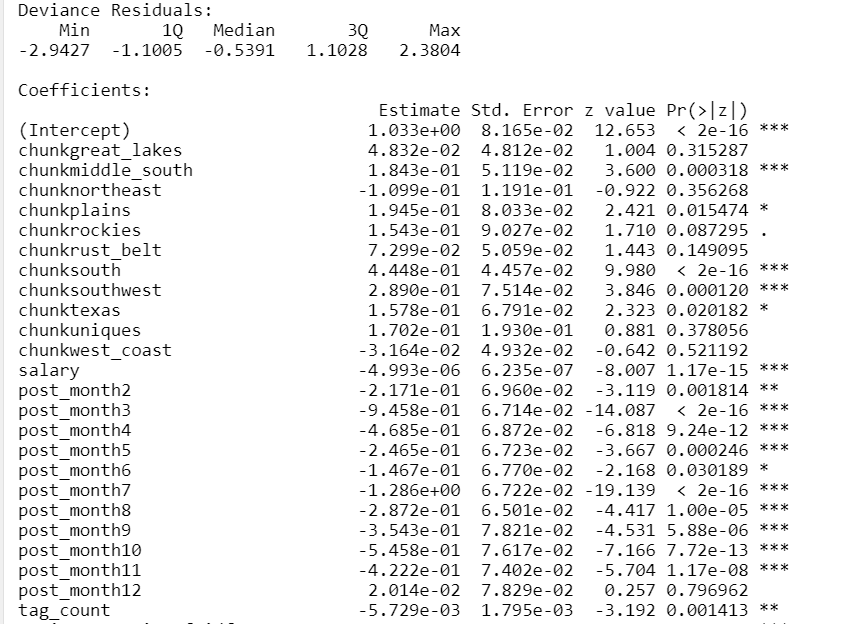 Deviance Residuals:
Min 1Q Median 3Q Max
-2.9427 -1.1005 -0.5391 1.1028 2.3804
Coefficients:
Estimate Std. Error z value Pr(>|z|)
(Intercept) 1.033e+00 8.165e-02 12.653 < 2e-16 ***
chunkgreat_lakes 4.832e-02 4.812e-02 1.004 0.315287
chunkmiddle_south 1.843e-01 5.119e-02 3.600 0.000318 ***
chunknortheast -1.099e-01 1.191e-01 -0.922 0.356268
chunkplains 1.945e-01 8.033e-02 2.421 0.015474 *
chunkrockies 1.543e-01 9.027e-02 1.710 0.087295 .
chunkrust_belt 7.299e-02 5.059e-02 1.443 0.149095
chunksouth 4.448e-01 4.457e-02 9.980 < 2e-16 ***
chunksouthwest 2.890e-01 7.514e-02 3.846 0.000120 ***
chunktexas 1.578e-01 6.791e-02 2.323 0.020182 *
chunkuniques 1.702e-01 1.930e-01 0.881 0.378056
chunkwest_coast -3.164e-02 4.932e-02 -0.642 0.521192
salary -4.993e-06 6.235e-07 -8.007 1.17e-15 ***
post_month2 -2.171e-01 6.960e-02 -3.119 0.001814 **
post_month3 -9.458e-01 6.714e-02 -14.087 < 2e-16 ***
post_month4 -4.685e-01 6.872e-02 -6.818 9.24e-12 ***
post_month5 -2.465e-01 6.723e-02 -3.667 0.000246 ***
post_month6 -1.467e-01 6.770e-02 -2.168 0.030189 *
post_month7 -1.286e+00 6.722e-02 -19.139 < 2e-16 ***
post_month8 -2.872e-01 6.501e-02 -4.417 1.00e-05 ***
post_month9 -3.543e-01 7.821e-02 -4.531 5.88e-06 ***
post_month10 -5.458e-01 7.617e-02 -7.166 7.72e-13 ***
post_month11 -4.222e-01 7.402e-02 -5.704 1.17e-08 ***
post_month12 2.014e-02 7.829e-02 0.257 0.796962
tag_count -5.729e-03 1.795e-03 -3.192 0.001413 **